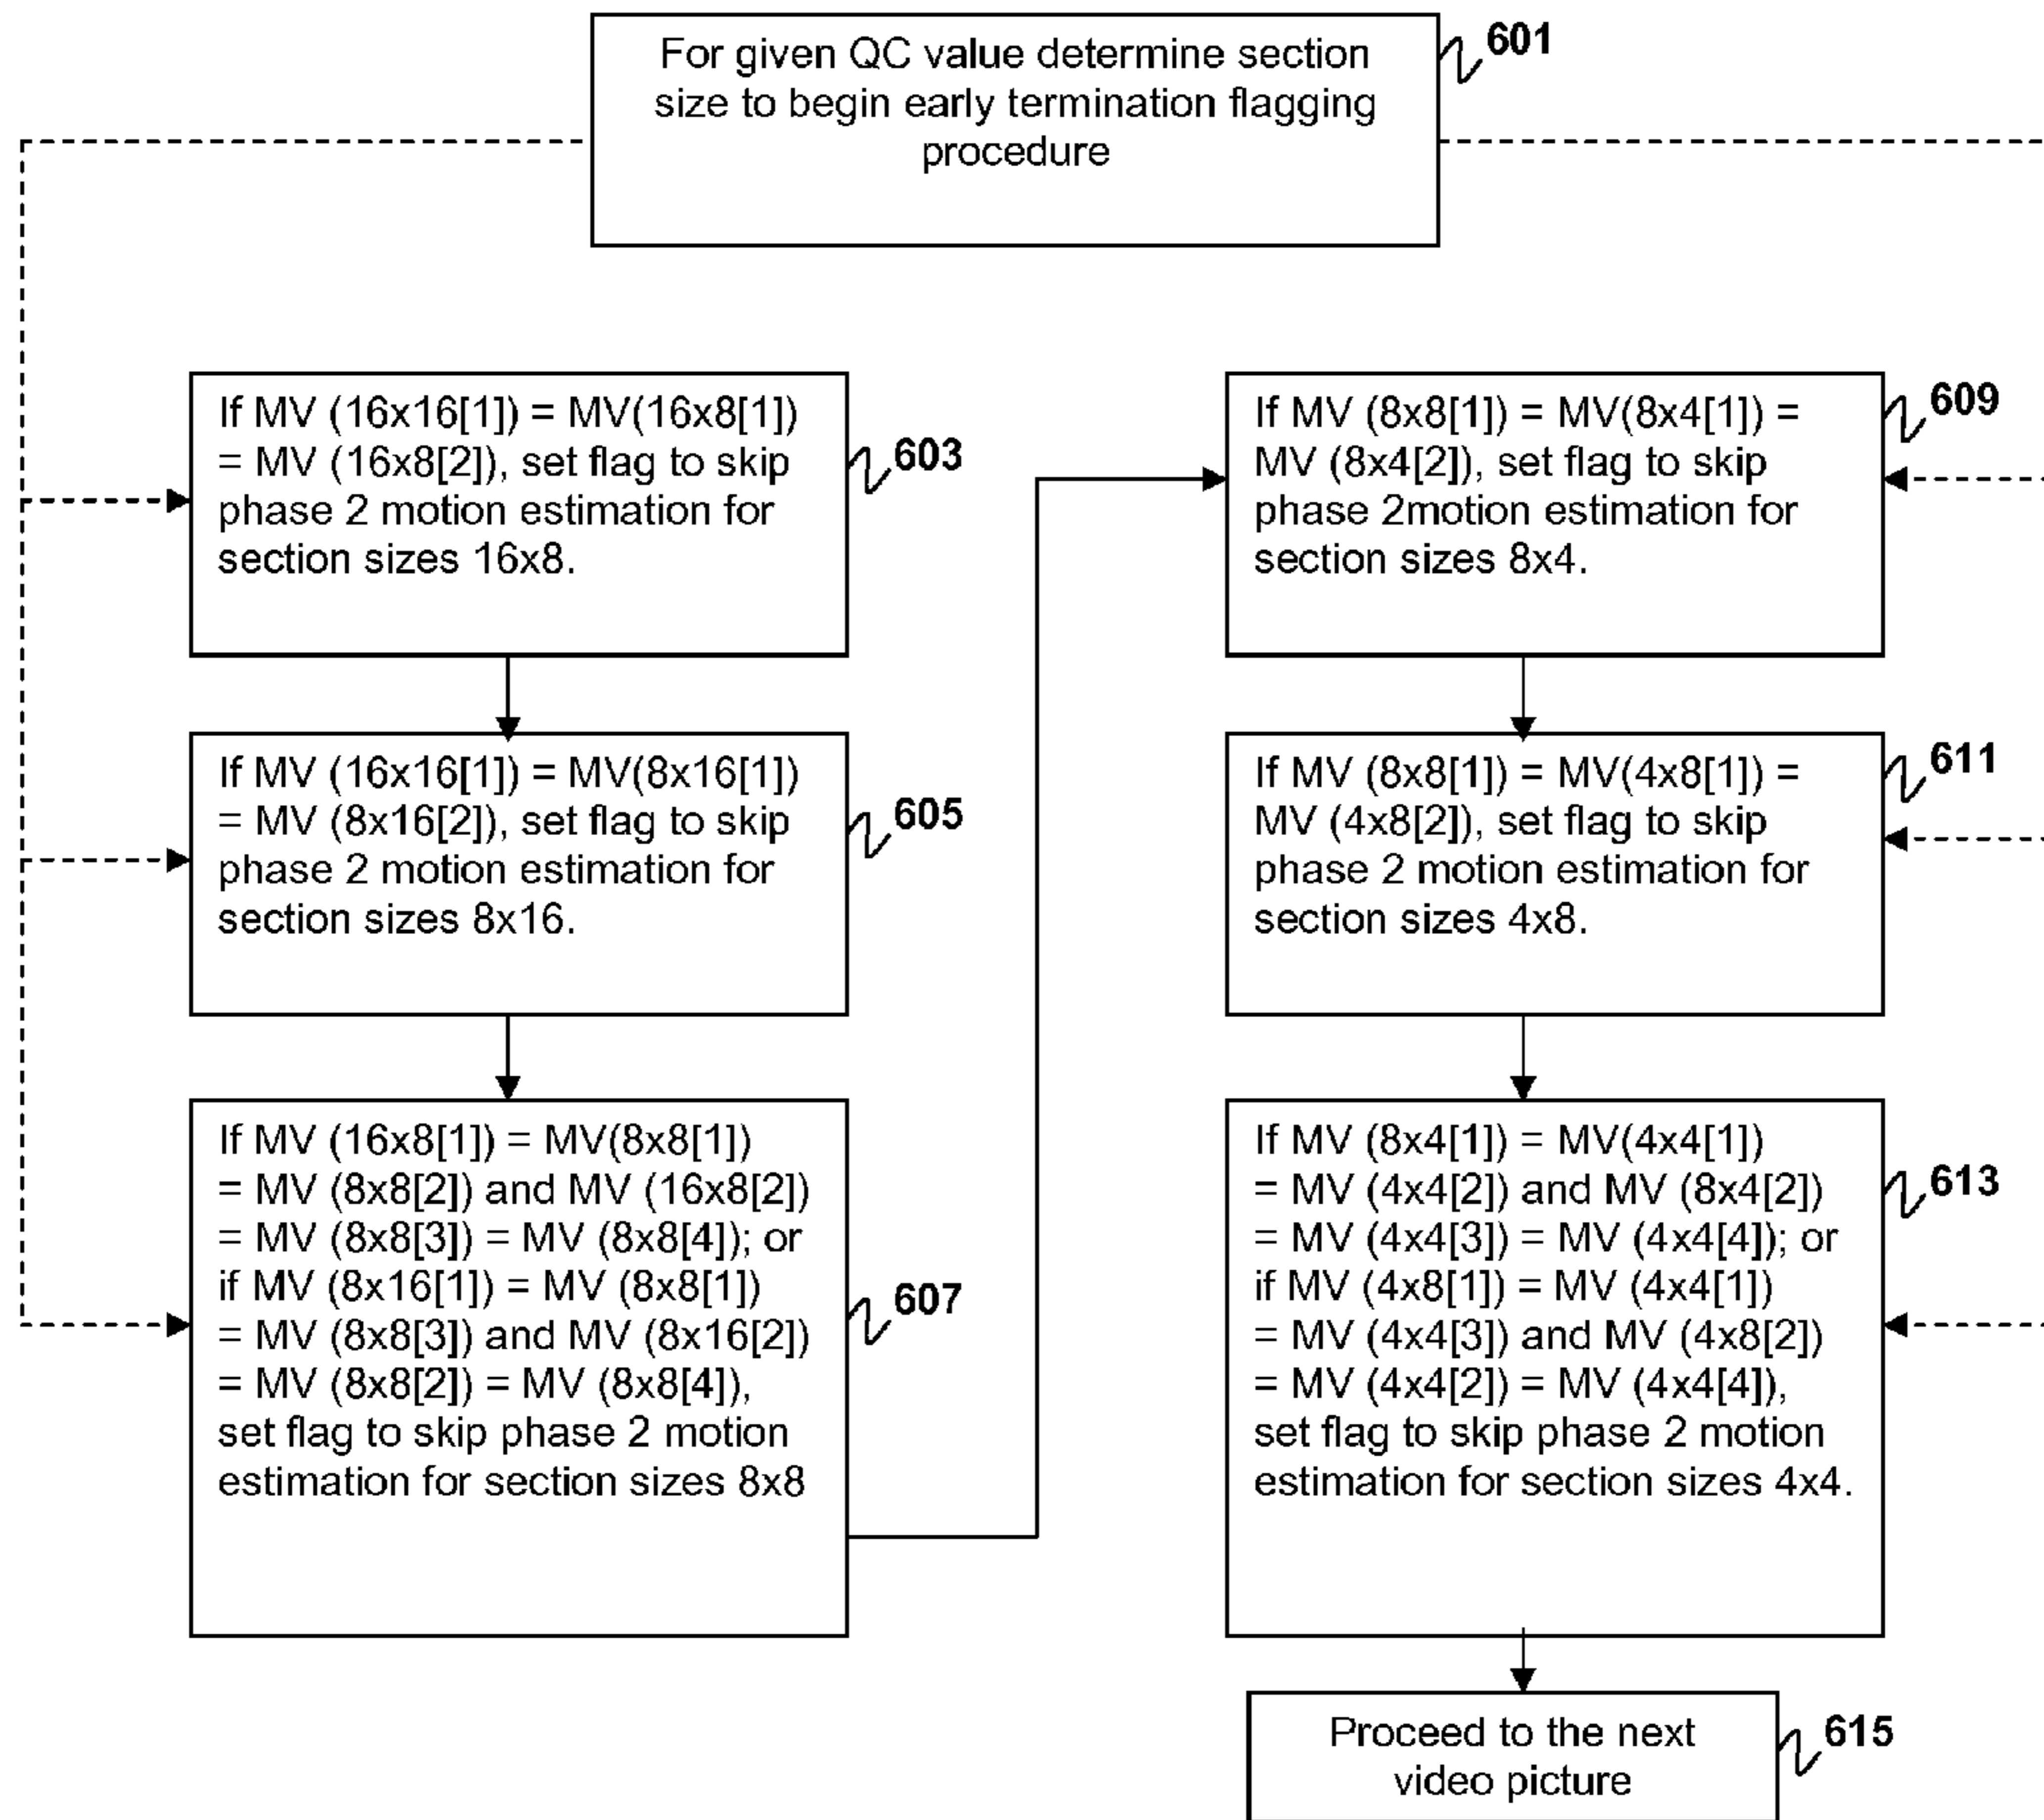 For given QC value determine section
size to begin early termination flagging
procedure
601
If MV (16x16[1]) = MV(16x8[1])
= MV (16x8[2]), set flag to skip
phase 2 motion estimation for
section sizes 16x8.
603
If MV (16x16[1]) = MV(8x16[1])
= MV (8x16[2]), set flag to skip
phase 2 motion estimation for
section sizes 8x16.
605
If MV (16x8[1]) = MV(8x8[1])
= MV (8x8[2]) and MV (16x8[2])
= MV (8x8[3]) = MV (8x8[4]); or
if MV (8x16[1]) = MV (8x8[1])
= MV (8x8[3]) and MV (8x16[2])
= MV (8x8[2]) = MV (8x8[4]),
set flag to skip phase 2 motion
estimation for section sizes 8x8
607
If MV (8x8[1]) = MV(8x4[1]) =
MV (8x4[2]), set flag to skip
phase 2motion estimation for
section sizes 8x4.
609
If MV (8x8[1]) = MV(4x8[1]) =
MV (4x8[2]), set flag to skip
phase 2 motion estimation for
section sizes 4x8.
611
If MV (8x4[1]) = MV(4x4[1])
= MV (4x4[2]) and MV (8x4[2])
= MV (4x4[3]) = MV (4x4[4]); or
if MV (4x8[1]) = MV (4x4[1])
= MV (4x4[3]) and MV (4x8[2])
= MV (4x4[2]) = MV (4x4[4]),
set flag to skip phase 2 motion
estimation for section sizes 4x4.
613
Proceed to the next
video picture
615